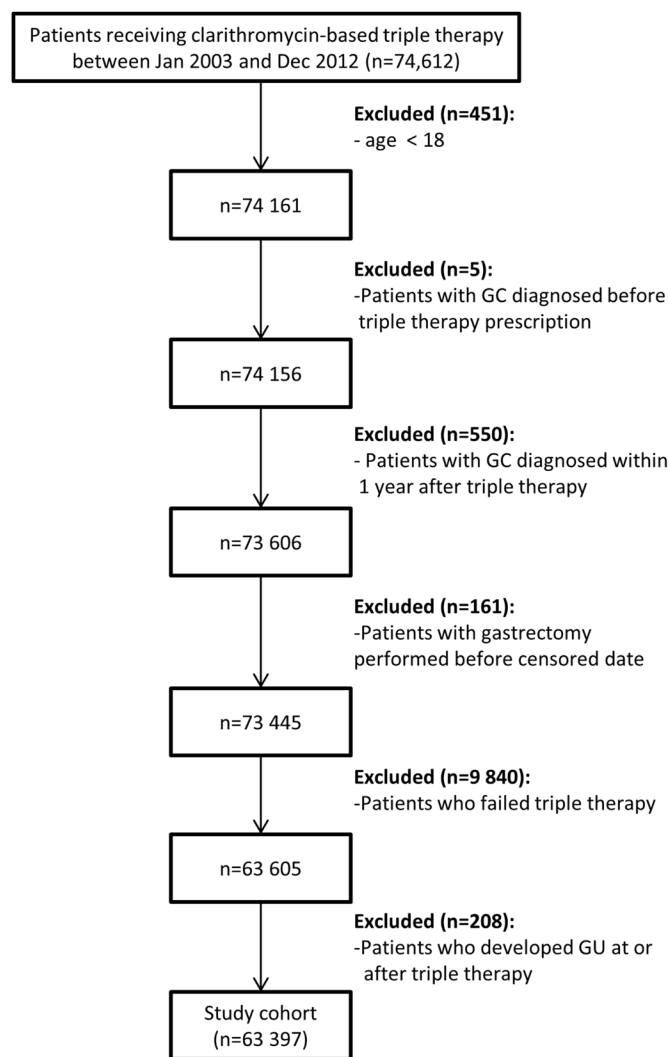 Patients receiving clarithromycin-based triple therapy
between Jan 2003 and Dec 2012 (n=74,612)
Excluded (n=451):
- age < 18
n=74 161
Excluded (n=5):
-Patients with GC diagnosed before
triple therapy prescription
n=74 156
Excluded (n=550):
- Patients with GC diagnosed within
1 year after triple therapy
n=73 606
Excluded (n=161):
-Patients with gastrectomy
performed before censored date
n=73 445
Excluded (n=9 840):
-Patients who failed triple therapy
n=63 605
Excluded (n=208):
-Patients who developed GU at or
after triple therapy
Study cohort
(n=63 397)